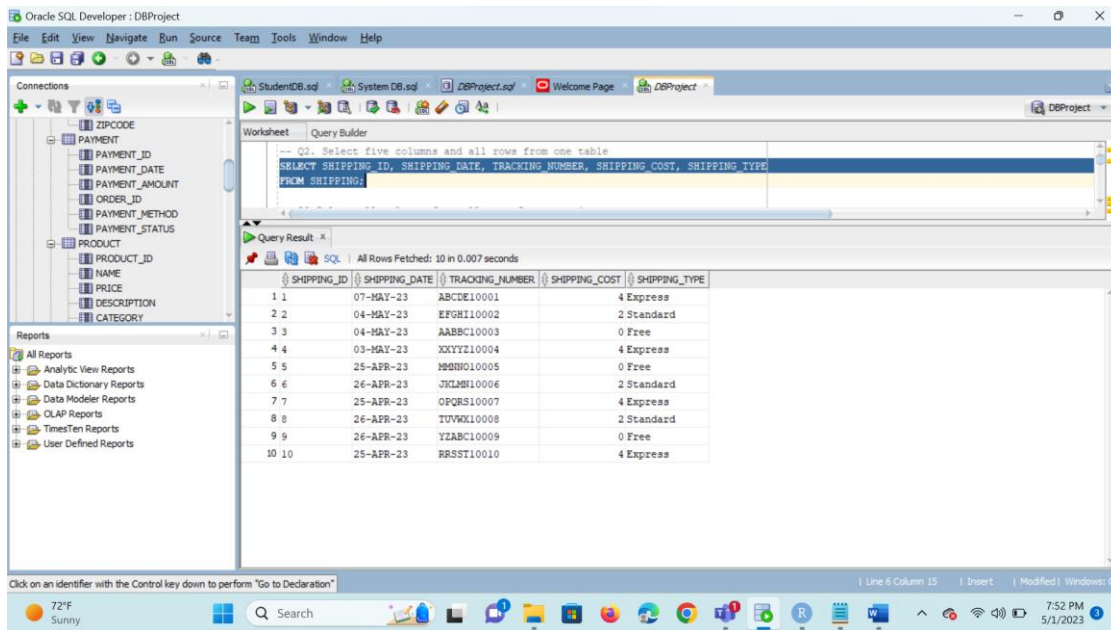 Oracle SQL Developer : DBProject
File Edit View Navigate Run Source Team Tools Window Help
Connections
StudentDB.sql System DB.sql DBProject.sql Welcome Page DBProject
DBProject
ZIPCODE
PAYMENT
PAYMENT_ID
PAYMENT_DATE
PAYMENT_AMOUNT
ORDER_ID
PAYMENT_METHOD
PAYMENT_STATUS
PRODUCT
PRODUCT_ID
NAME
PRICE
DESCRIPTION
CATEGORY
Reports
All Reports
Analytic View Reports
Data Dictionary Reports
Data Modeler Reports
OLAP Reports
TimesTen Reports
User Defined Reports
Worksheet Query Builder
-- Q2. Select five columns and all rows from one table
SELECT SHIPPING_ID, SHIPPING_DATE, TRACKING_NUMBER, SHIPPING_COST, SHIPPING_TYPE
FROM SHIPPING;
Query Result
SQL | All Rows Fetched: 10 in 0.007 seconds
SHIPPING_ID SHIPPING_DATE TRACKING_NUMBER SHIPPING_COST SHIPPING_TYPE
1 1 07-MAY-23 ABCDE10001 4 Express
2 2 04-MAY-23 EFGHI10002 2 Standard
3 3 04-MAY-23 AABBC10003 0 Free
4 4 03-MAY-23 XXYYZ10004 4 Express
5 5 25-APR-23 MMNNO10005 0 Free
6 6 26-APR-23 JKLMN10006 2 Standard
7 7 25-APR-23 OPQRS10007 4 Express
8 8 26-APR-23 TUVWX10008 2 Standard
9 9 26-APR-23 YZABC10009 0 Free
10 10 25-APR-23 RRSST10010 4 Express
Click on an identifier with the Control key down to perform "Go to Declaration"
| Line 6 Column 15 | Insert | Modified | Windows:
72°F
Sunny
Search
7:52 PM
5/1/2023
3